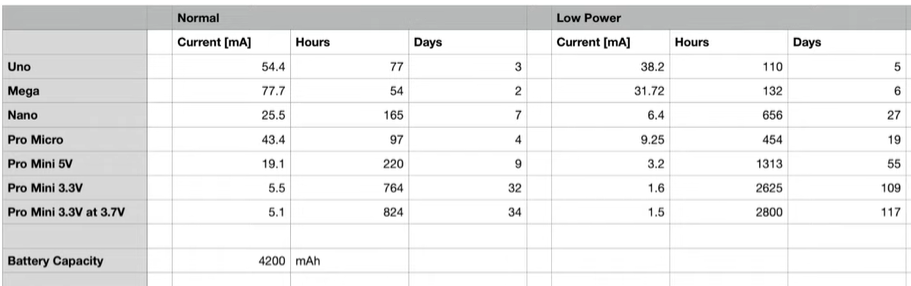 Normal Low Power
Current [mA] Hours Days Current [mA] Hours Days
Uno 54.4 77 3 38.2 110 5
Mega 77.7 54 2 31.72 132 6
Nano 25.5 165 7 6.4 656 27
Pro Micro 43.4 97 4 9.25 454 19
Pro Mini 5V 19.1 220 9 3.2 1313 55
Pro Mini 3.3V 5.5 764 32 1.6 2625 109
Pro Mini 3.3V at 3.7V 5.1 824 34 1.5 2800 117
Battery Capacity 4200 mAh